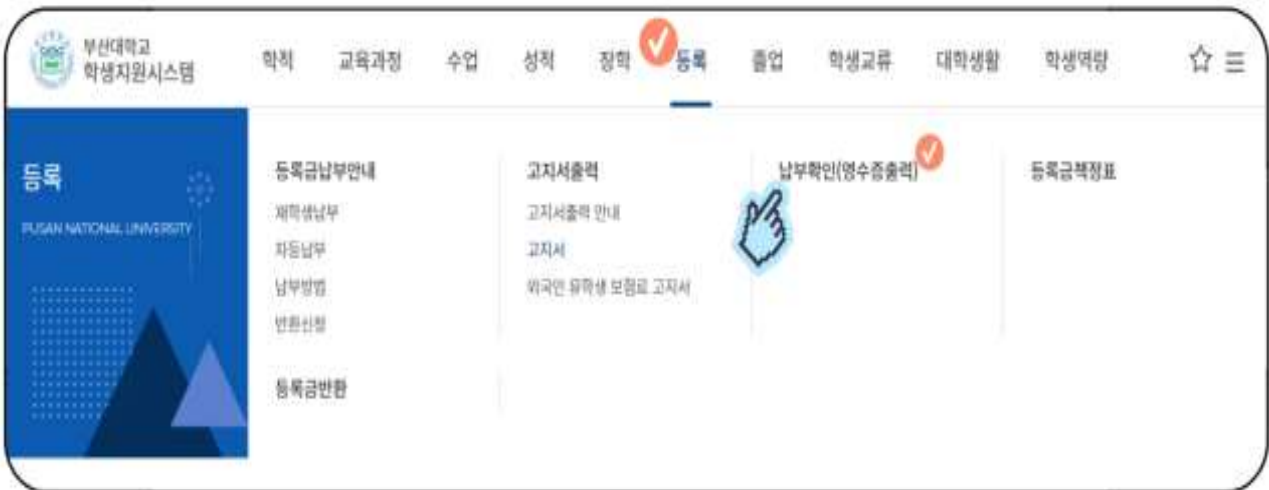 부산대학교
학생지원시스템
학적 교육과정 수업 성적 장학 등록 졸업 학생교류 대학생활 학생역량
등록
PUSAN NATIONAL UNIVERSITY
등록금납부안내
재학생납부
차등납부
납부방법
반환신청
등록금반환
고지서출력
고지서출력 안내
고지서
외국인 유학생 보험료 고지서
납부확인(영수증출력)
등록금책정표